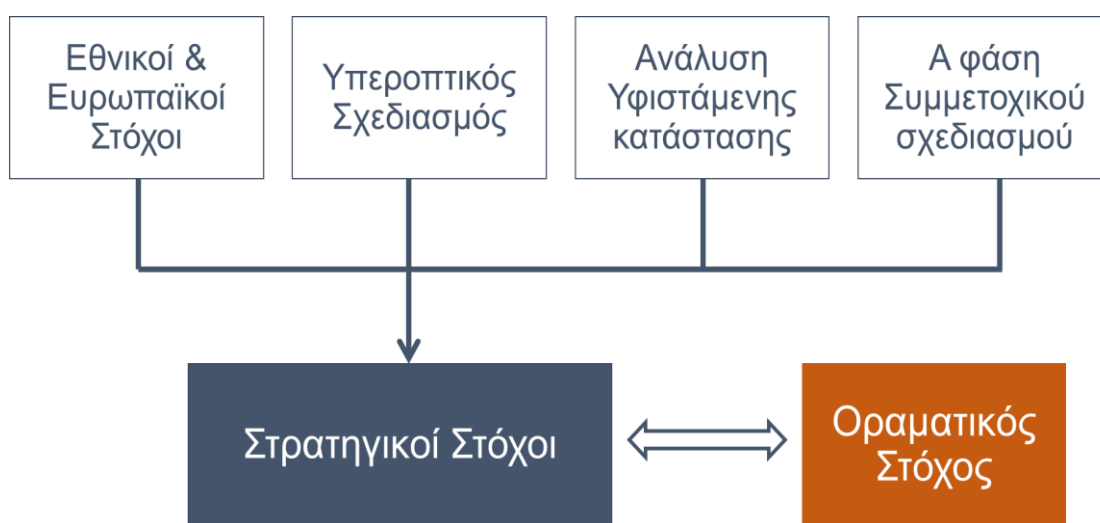 Εθνικοί &
Ευρωπαϊκοί
Στόχοι
Υπεροπτικός
Σχεδιασμός
Ανάλυση
Υφιστάμενης
κατάστασης
Α φάση
Συμμετοχικού
σχεδιασμού
Στρατηγικοί Στόχοι
Οραματικός
Στόχος